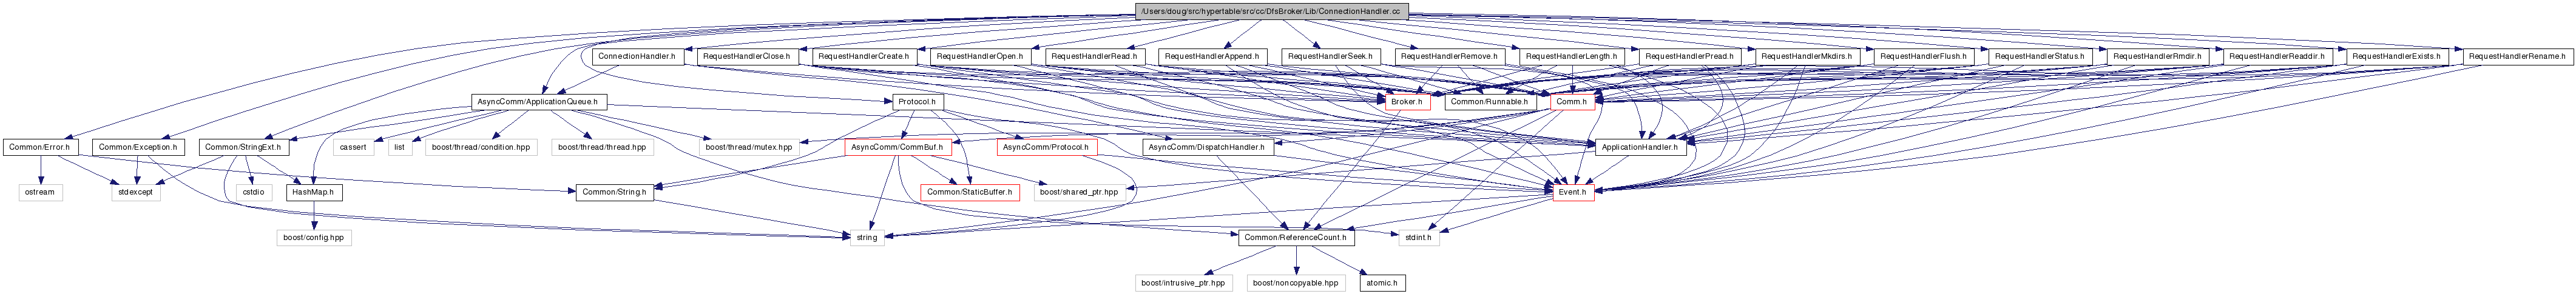 /Users/doug/src/hypertable/src/cc/DfsBroker/Lib/ConnectionHandler.cc
ConnectionHandler.h
RequestHandlerClose.h
RequestHandlerCreate.h
RequestHandlerOpen.h
RequestHandlerRead.h
RequestHandlerAppend.h
RequestHandlerSeek.h
RequestHandlerRemove.h
RequestHandlerLength.h
RequestHandlerPread.h
RequestHandlerMkdirs.h
RequestHandlerFlush.h
RequestHandlerStatus.h
RequestHandlerRmdir.h
RequestHandlerReaddir.h
RequestHandlerExists.h
RequestHandlerRename.h
AsyncComm/ApplicationQueue.h
Protocol.h
Broker.h
Common/Runnable.h
Comm.h
Common/Error.h
Common/Exception.h
Common/StringExt.h
cassert
list
boost/thread/condition.hpp
boost/thread/thread.hpp
boost/thread/mutex.hpp
AsyncComm/CommBuf.h
AsyncComm/Protocol.h
AsyncComm/DispatchHandler.h
ApplicationHandler.h
ostream
stdexcept
cstdio
HashMap.h
Common/String.h
Common/StaticBuffer.h
boost/shared_ptr.hpp
Event.h
boost/config.hpp
string
Common/ReferenceCount.h
stdint.h
boost/intrusive_ptr.hpp
boost/noncopyable.hpp
atomic.h